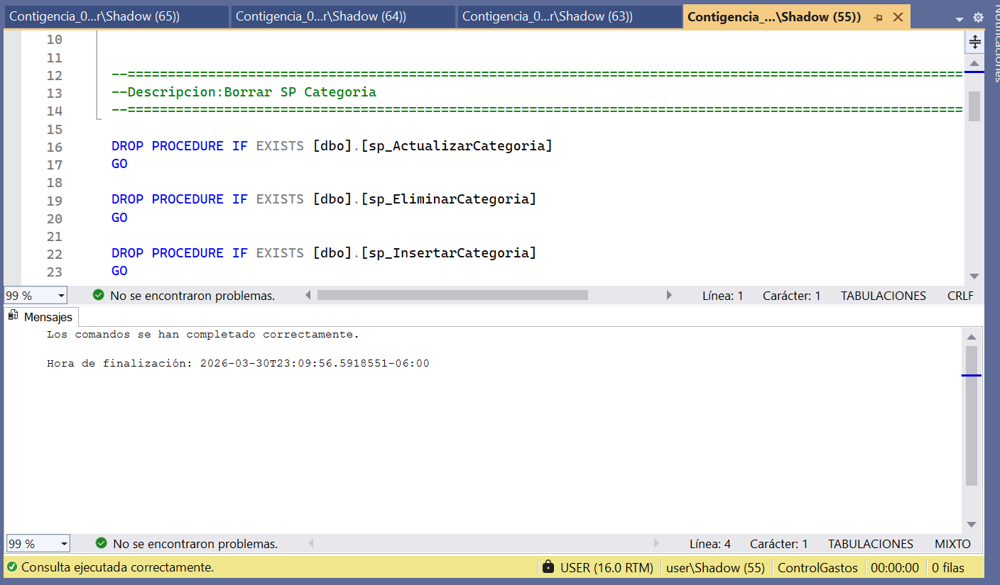 Contigencia_0...r\Shadow (65))
Contigencia_0...r\Shadow (64))
Contigencia_0...r\Shadow (63))
Contigencia_...\Shadow (55))
Notificaciones
10
11
12 --========================================================================================================
13 --Descripcion:Borrar SP Categoria
14 --========================================================================================================
15
16 DROP PROCEDURE IF EXISTS [dbo].[sp_ActualizarCategoria]
17 GO
18
19 DROP PROCEDURE IF EXISTS [dbo].[sp_EliminarCategoria]
20 GO
21
22 DROP PROCEDURE IF EXISTS [dbo].[sp_InsertarCategoria]
23 GO
99 % No se encontraron problemas. Línea: 1 Carácter: 1 TABULACIONES CRLF
Mensajes
Los comandos se han completado correctamente.
Hora de finalización: 2026-03-30T23:09:56.5918551-06:00
99 % No se encontraron problemas. Línea: 4 Carácter: 1 TABULACIONES MIXTO
Consulta ejecutada correctamente. USER (16.0 RTM) user\Shadow (55) ControlGastos 00:00:00 0 filas